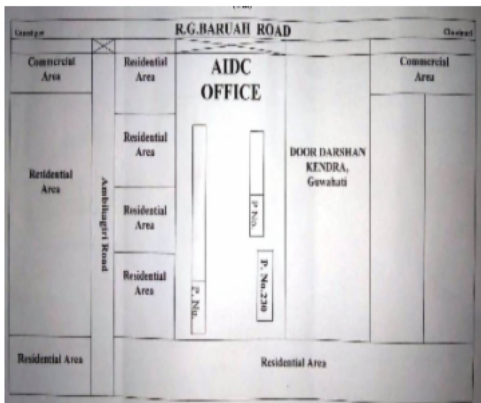 R.G.BARUAH ROAD
Commercial
Area
Residential
Area
AIDC
OFFICE
Commercial
Area
Residential
Area
Residential
Area
DOOR DARSHAN
KENDRA,
Guwahati
Ambikagiri Road
Residential
Area
P No.
Residential
Area
P. No.230
P. No.
Residential Area
Residential Area